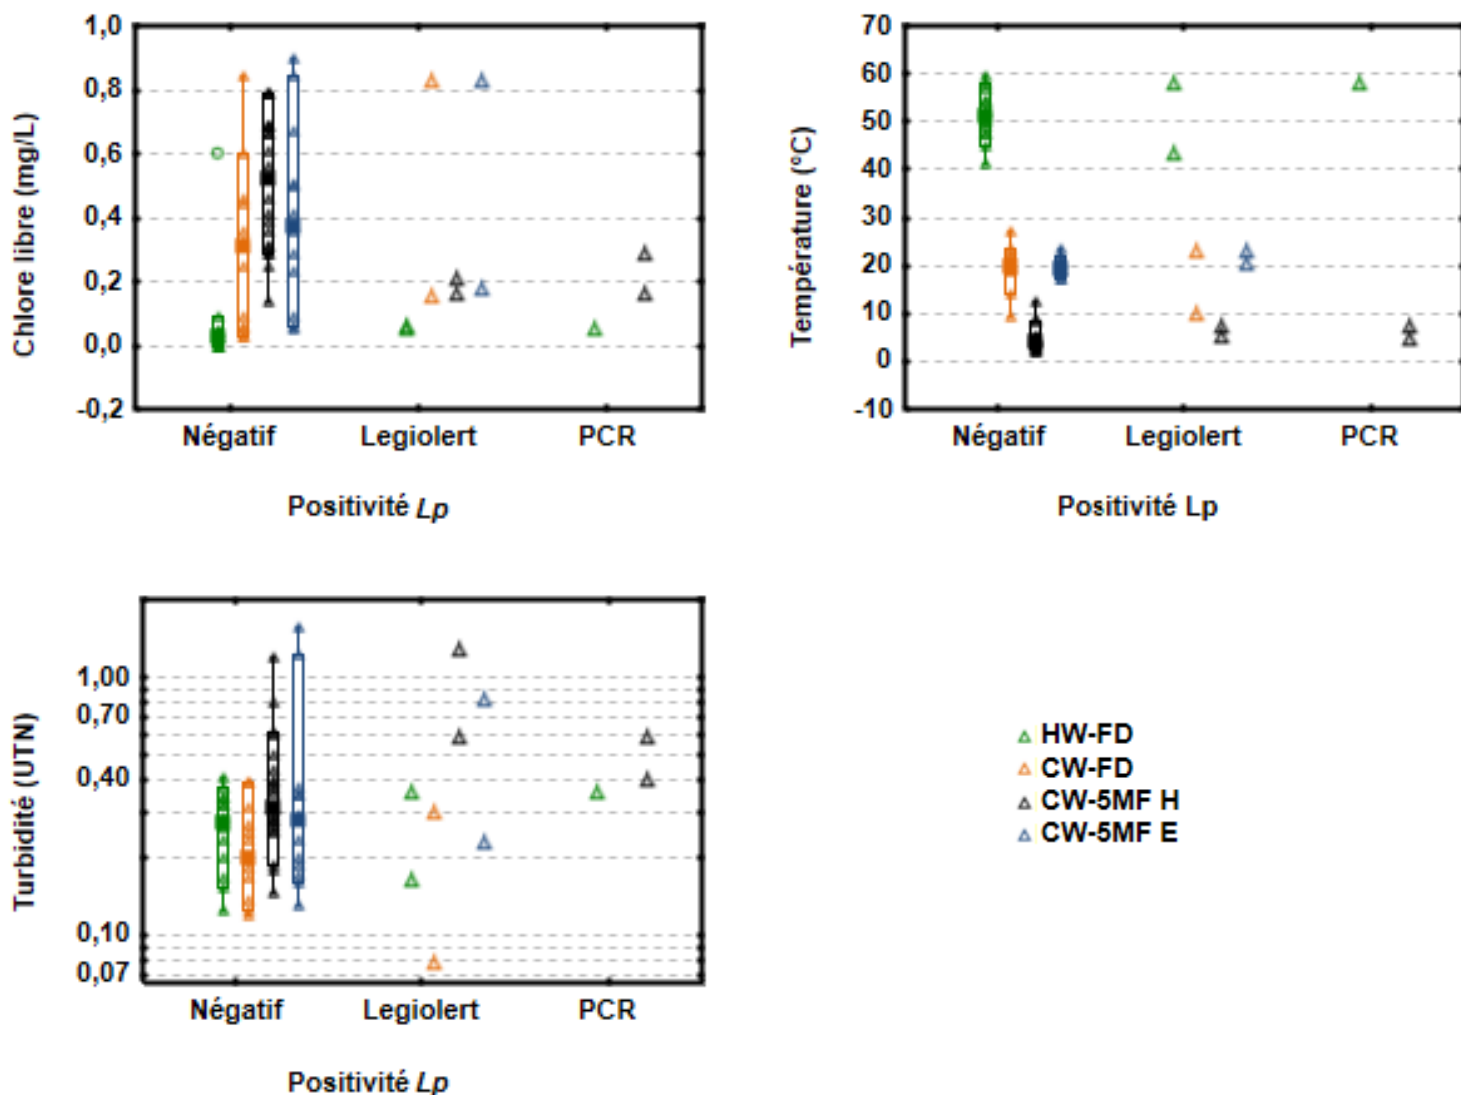 1,0
0,8
0,6
0,4
0,2
0,0
-0,2
Chlore libre (mg/L)
Négatif Legiolert PCR
Positivité Lp
70
60
50
40
30
20
10
0
-10
Température (°C)
Négatif Legiolert PCR
Positivité Lp
1,00
0,70
0,40
0,10
0,07
Turbidité (UTN)
Négatif Legiolert PCR
Positivité Lp
HW-FD
CW-FD
CW-5MF H
CW-5MF E